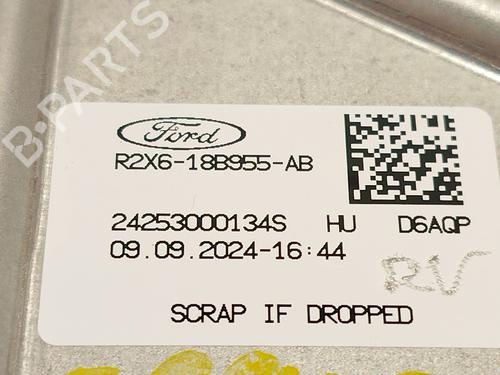 B-PARTS
Ford
R2X6-18B955-AB
24253000134S HU D6AQP
09.09.2024-16:44
RV
SCRAP IF DROPPED